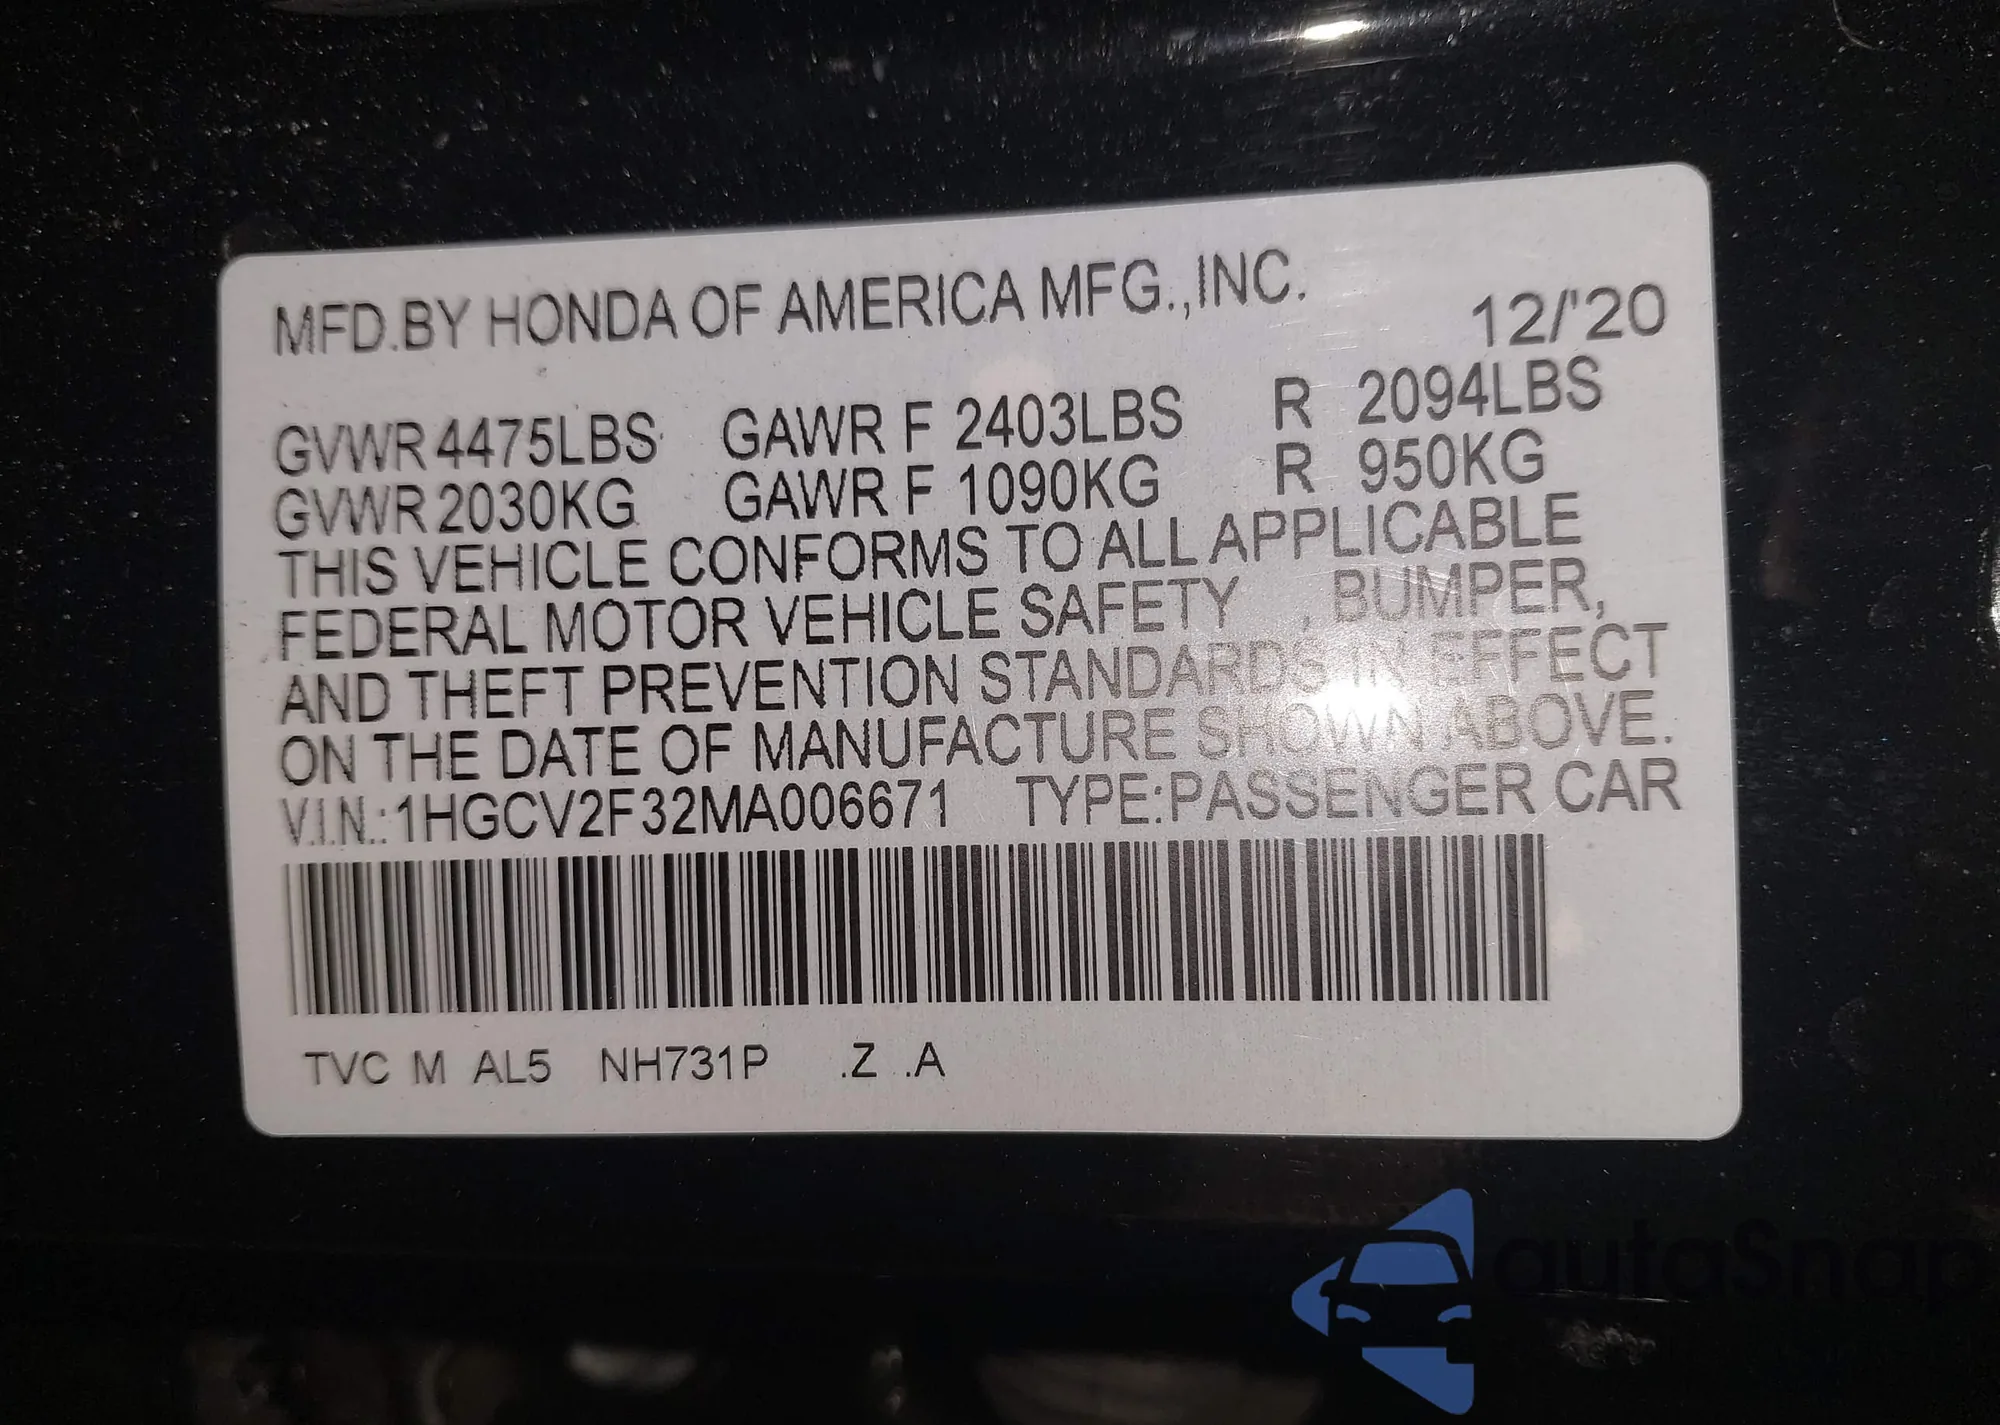 MFD.BY HONDA OF AMERICA MFG.,INC. 12/'20
GVWR 4475LBS GAWR F 2403LBS R 2094LBS
GVWR 2030KG GAWR F 1090KG R 950KG
THIS VEHICLE CONFORMS TO ALL APPLICABLE
FEDERAL MOTOR VEHICLE SAFETY , BUMPER,
AND THEFT PREVENTION STANDARDS IN EFFECT
ON THE DATE OF MANUFACTURE SHOWN ABOVE.
V.I.N.:1HGCV2F32MA006671 TYPE:PASSENGER CAR
TVC M AL5 NH731P .Z .A
autaSnap